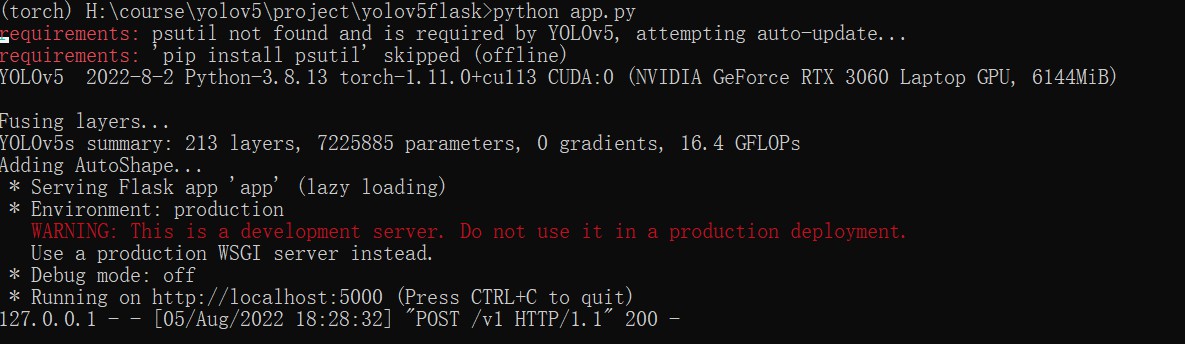 (torch) H:\course\yolov5\project\yolov5flask>python app.py
requirements: psutil not found and is required by YOLOv5, attempting auto-update...
requirements: 'pip install psutil' skipped (offline)
YOLOv5  2022-8-2 Python-3.8.13 torch-1.11.0+cu113 CUDA:0 (NVIDIA GeForce RTX 3060 Laptop GPU, 6144MiB)
Fusing layers...
YOLOv5s summary: 213 layers, 7225885 parameters, 0 gradients, 16.4 GFLOPs
Adding AutoShape...
 * Serving Flask app 'app' (lazy loading)
 * Environment: production
   WARNING: This is a development server. Do not use it in a production deployment.
   Use a production WSGI server instead.
 * Debug mode: off
 * Running on http://localhost:5000 (Press CTRL+C to quit)
127.0.0.1 - - [05/Aug/2022 18:28:32] "POST /v1 HTTP/1.1" 200 -